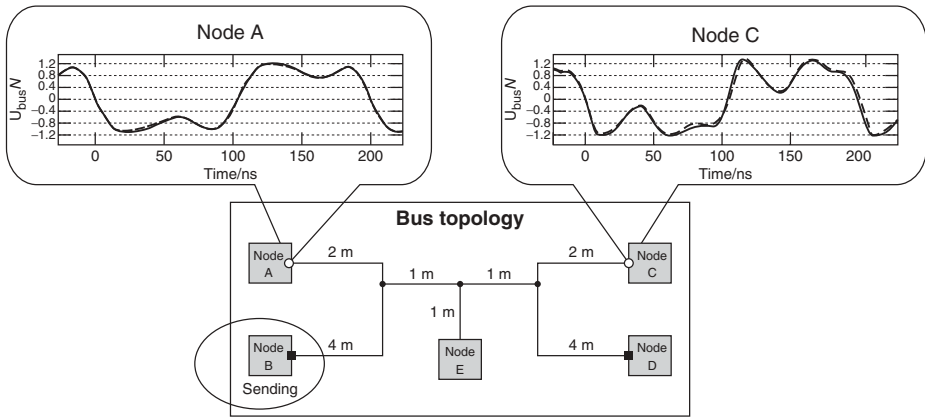 Node A
U_bus/V
1.2
0.8
0.4
0
−0.4
−0.8
−1.2
0 50 100 150 200
Time/ns
Node C
U_bus/V
1.2
0.8
0.4
0
−0.4
−0.8
−1.2
0 50 100 150 200
Time/ns
Bus topology
Node
A
2 m
1 m
1 m
2 m
Node
C
1 m
Node
B
4 m
Sending
Node
E
4 m
Node
D